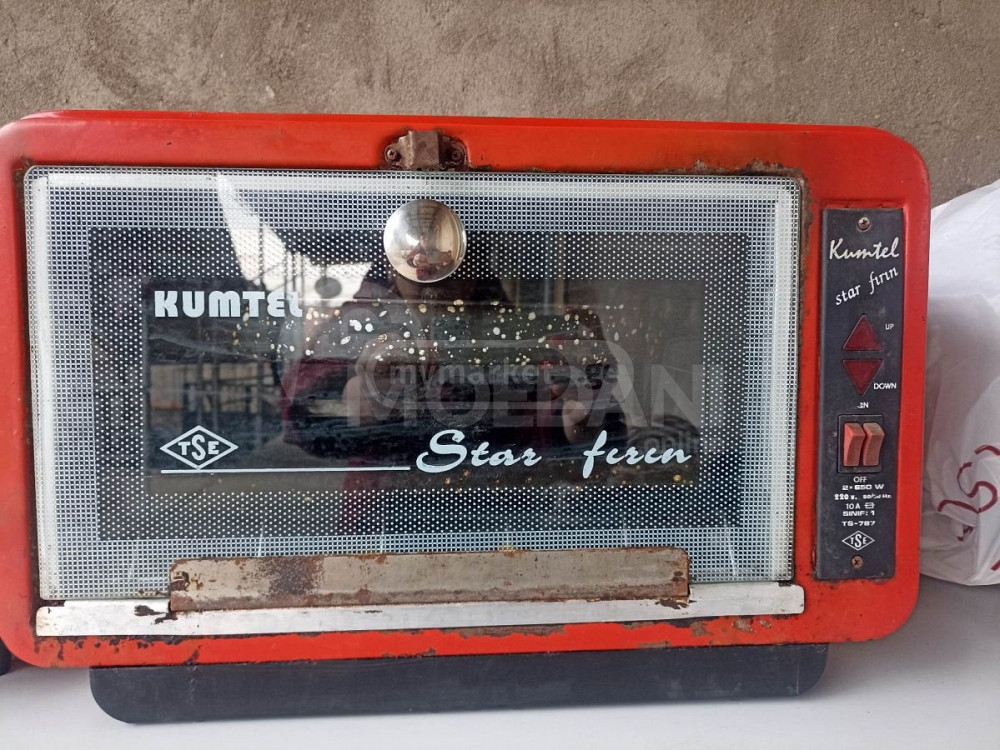 KUMTEL
TSE
Star fırın
Kumtel
star fırın
UP
DOWN
OFF
2×650 W
10 A
SINIF: 1
TS-787
TSE
mymarket.ge